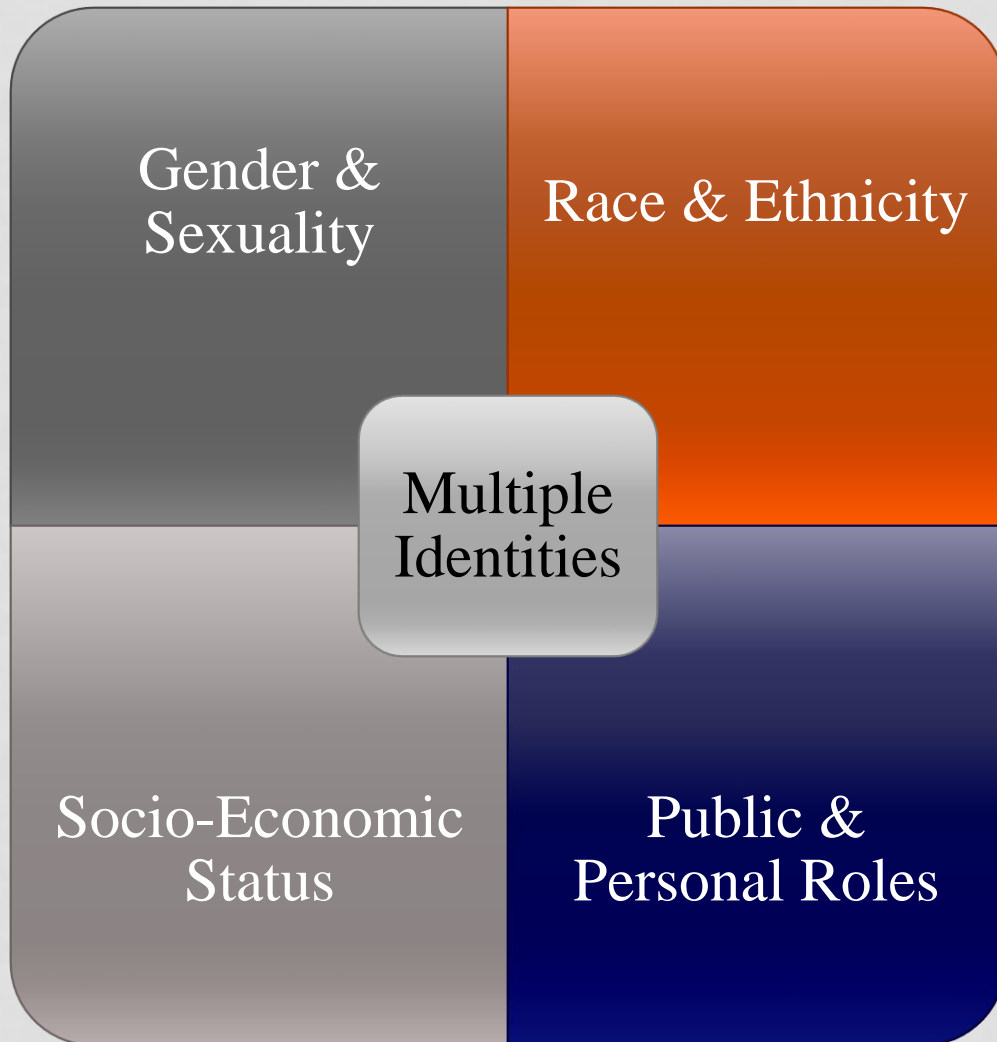 Gender &
Sexuality
Race & Ethnicity
Multiple
Identities
Socio-Economic
Status
Public &
Personal Roles